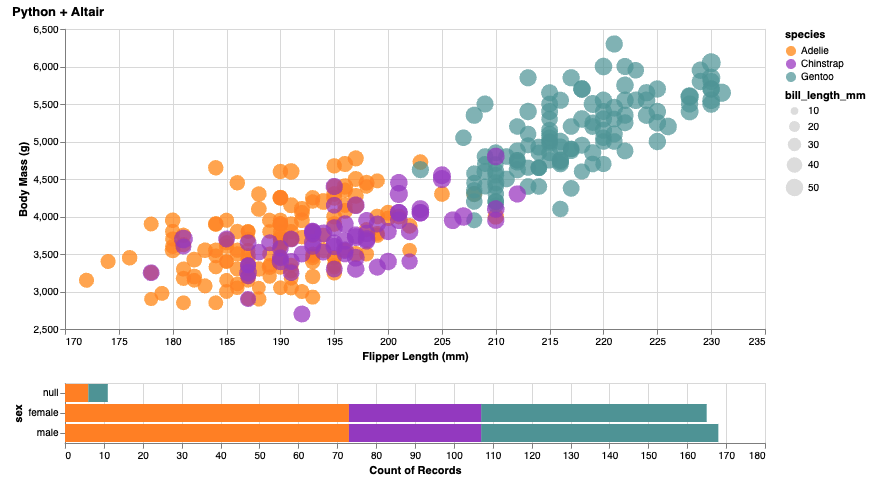 Python + Altair
6,500
6,000
5,500
5,000
4,500
4,000
3,500
3,000
2,500
Body Mass (g)
170 175 180 185 190 195 200 205 210 215 220 225 230 235
Flipper Length (mm)
species
Adelie
Chinstrap
Gentoo
bill_length_mm
10
20
30
40
50
sex
null
female
male
0 10 20 30 40 50 60 70 80 90 100 110 120 130 140 150 160 170 180
Count of Records